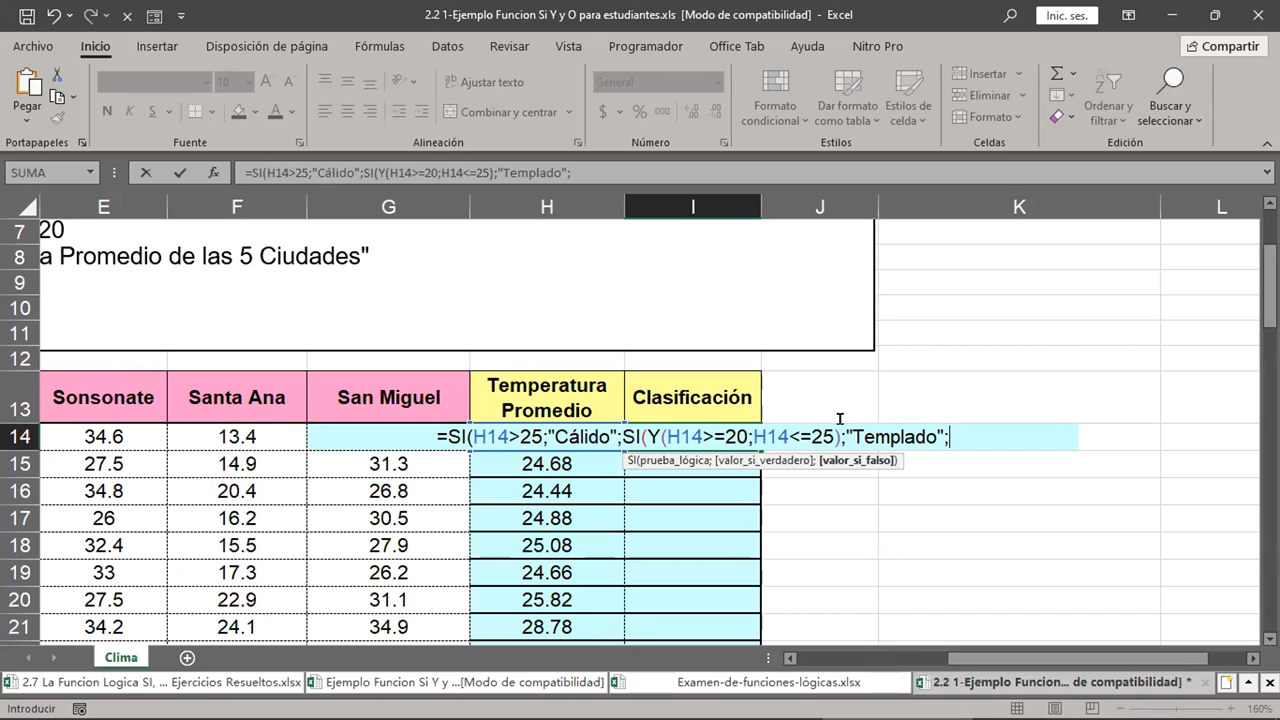 2.2 1-Ejemplo Funcion Si Y y O para estudiantes.xls [Modo de compatibilidad] - Excel
Inic. ses.
Archivo Inicio Insertar Disposición de página Fórmulas Datos Revisar Vista Programador Office Tab Ayuda Nitro Pro Compartir
Pegar
10
N K S
Ajustar texto
Combinar y centrar
General
$ % 000
Formato condicional
Dar formato como tabla
Estilos de celda
Insertar
Eliminar
Formato
Ordenar y filtrar
Buscar y seleccionar
Portapapeles Fuente Alineación Número Estilos Celdas Edición
SUMA =SI(H14>25;"Cálido";SI(Y(H14>=20;H14<=25);"Templado";
E F G H I J K L
7 20
8 a Promedio de las 5 Ciudades"
9
10
11
12
13 Sonsonate Santa Ana San Miguel Temperatura Promedio Clasificación
14 34.6 13.4 =SI(H14>25;"Cálido";SI(Y(H14>=20;H14<=25);"Templado";
15 27.5 14.9 31.3 24.68
SI(prueba_lógica; [valor_si_verdadero]; [valor_si_falso])
16 34.8 20.4 26.8 24.44
17 26 16.2 30.5 24.88
18 32.4 15.5 27.9 25.08
19 33 17.3 26.2 24.66
20 27.5 22.9 31.1 25.82
21 34.2 24.1 34.9 28.78
Clima
2.7 La Funcion Logica SI, ... Ejercicios Resueltos.xlsx Ejemplo Funcion Si Y y ...[Modo de compatibilidad] Examen-de-funciones-lógicas.xlsx 2.2 1-Ejemplo Funcion... de compatibilidad] *
Introducir 160%